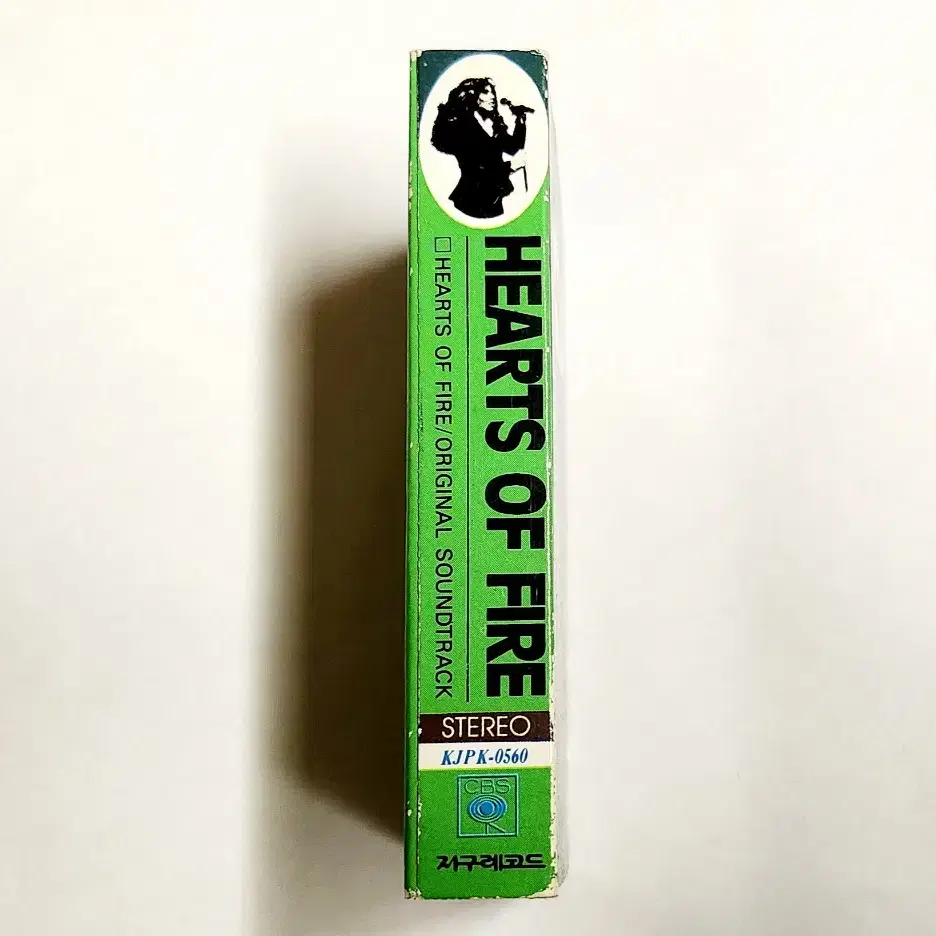 HEARTS OF FIRE
□HEARTS OF FIRE/ORIGINAL SOUNDTRACK
STEREO
KJPK-0560
CBS
지구레코드